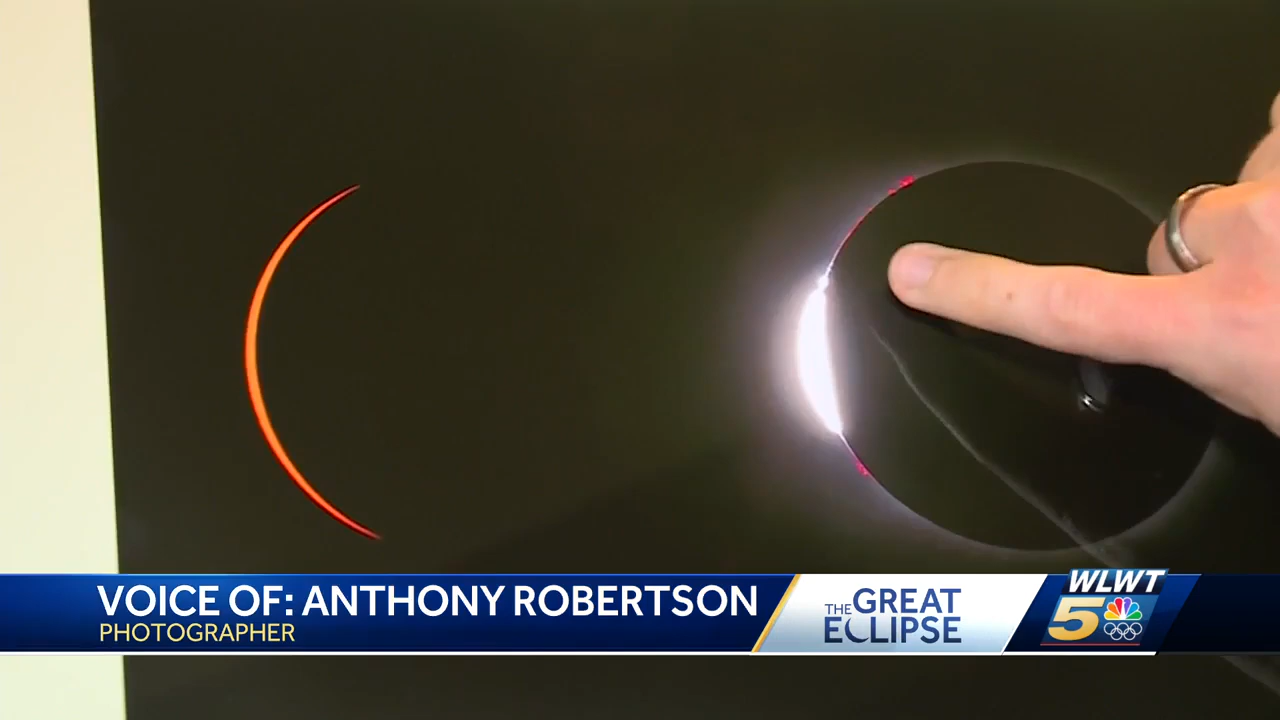 VOICE OF: ANTHONY ROBERTSON
PHOTOGRAPHER
THE GREAT
ECLIPSE
WLWT
5